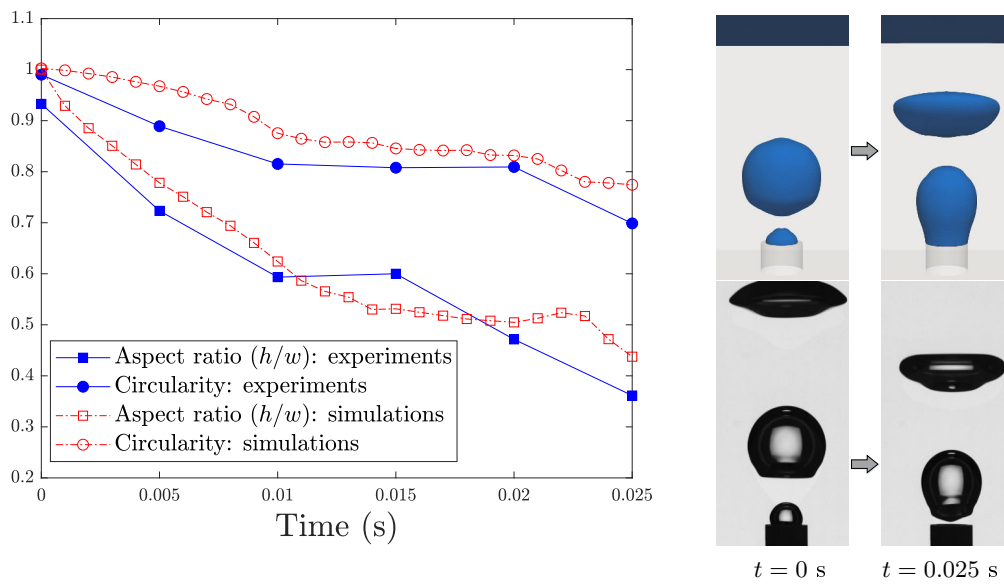 1.1
1
0.9
0.8
0.7
0.6
0.5
0.4
0.3
0.2
Aspect ratio (h/w): experiments
Circularity: experiments
Aspect ratio (h/w): simulations
Circularity: simulations
0 0.005 0.01 0.015 0.02 0.025
Time (s)
t = 0 s t = 0.025 s